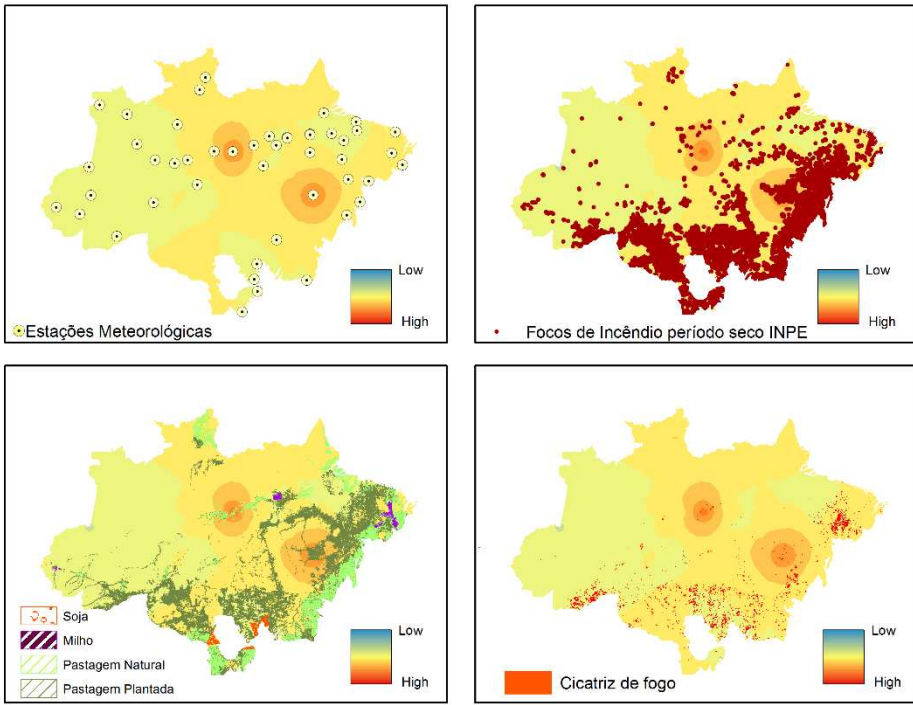 Low
High
Estações Meteorológicas
Low
High
Focos de Incêndio período seco INPE
Soja
Milho
Pastagem Natural
Pastagem Plantada
Low
High
Low
High
Cicatriz de fogo